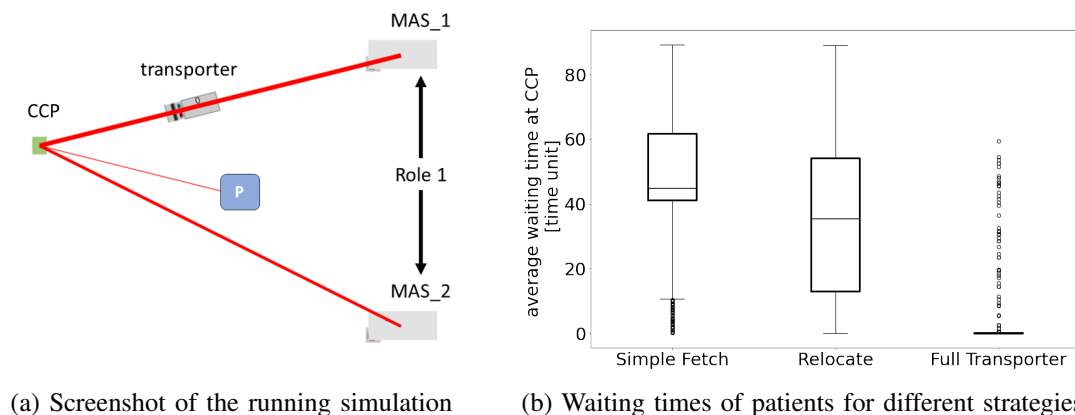 MAS_1
transporter
0
CCP
Role 1
P
MAS_2
average waiting time at CCP
[time unit]
80
60
40
20
0
Simple Fetch
Relocate
Full Transporter
(a) Screenshot of the running simulation
(b) Waiting times of patients for different strategies